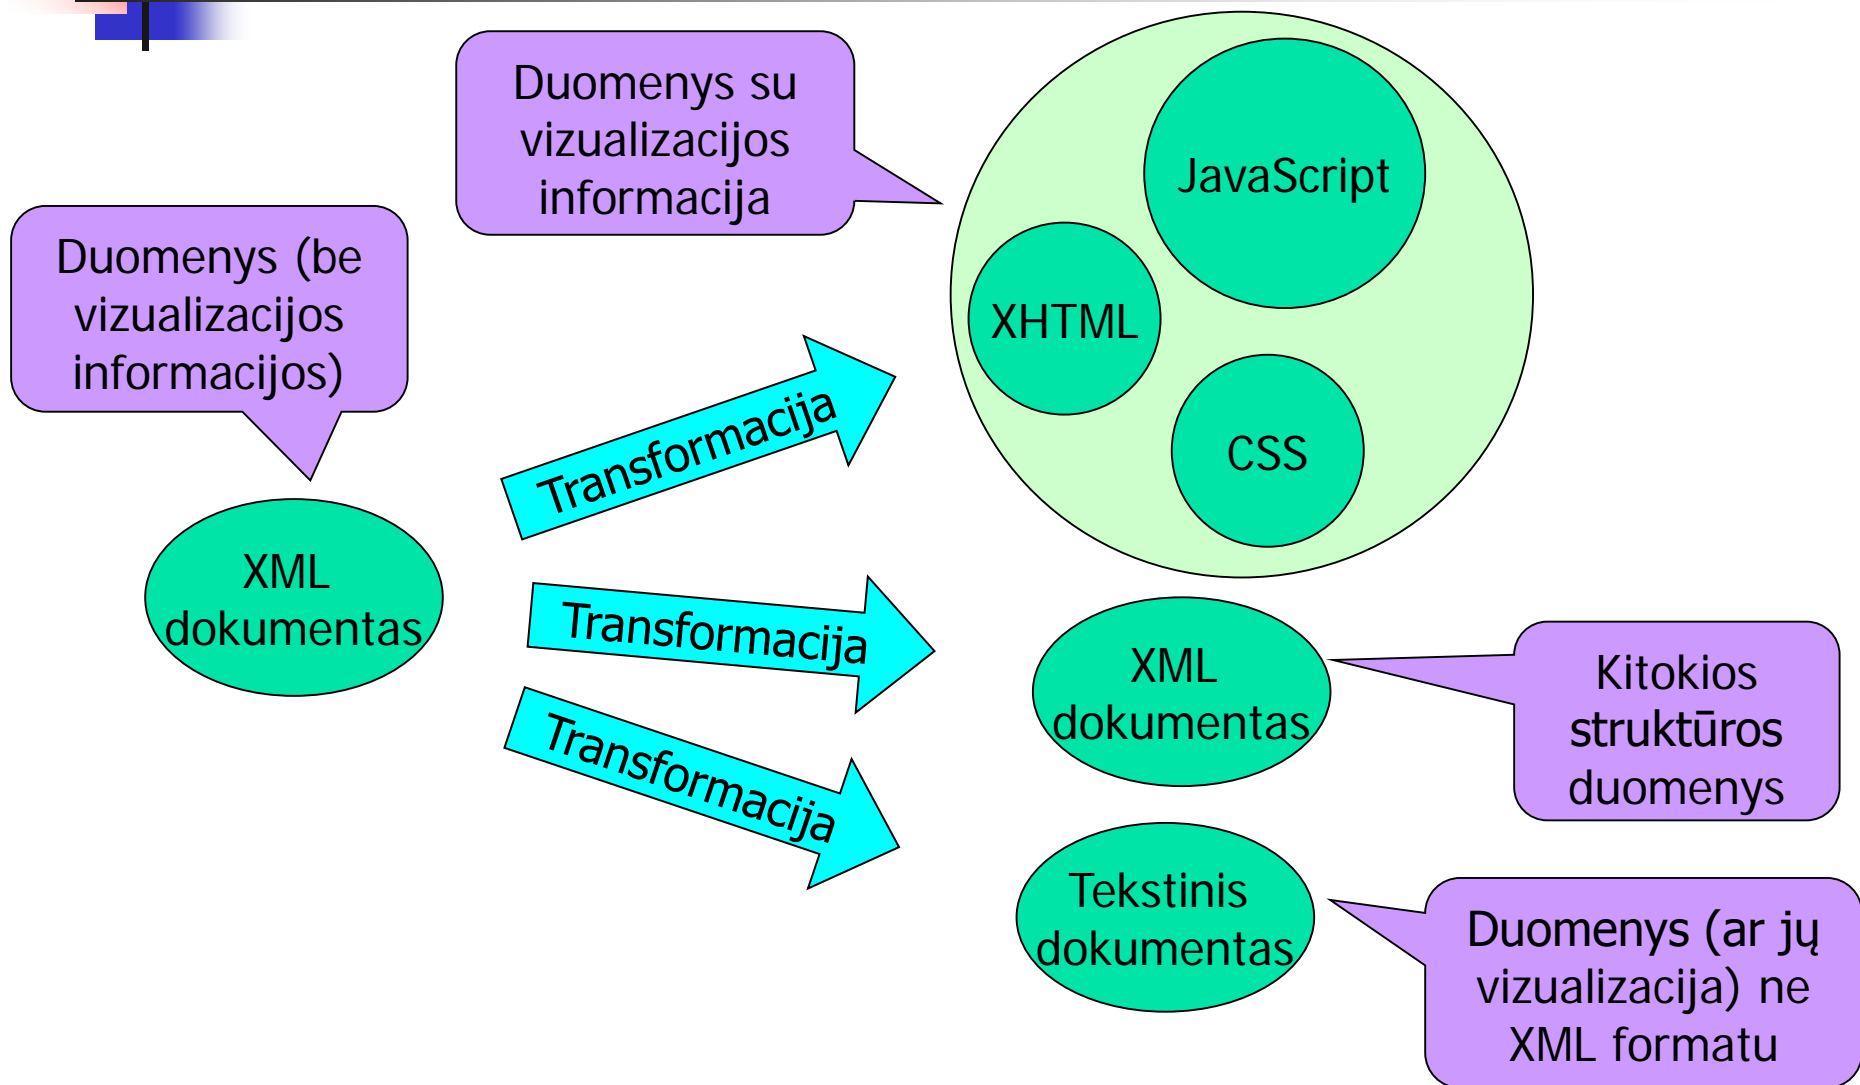 Duomenys su
vizualizacijos
informacija
JavaScript
XHTML
CSS
Duomenys (be
vizualizacijos
informacijos)
Transformacija
XML
dokumentas
Transformacija
Transformacija
XML
dokumentas
Kitokios
struktūros
duomenys
Tekstinis
dokumentas
Duomenys (ar jų
vizualizacija) ne
XML formatu